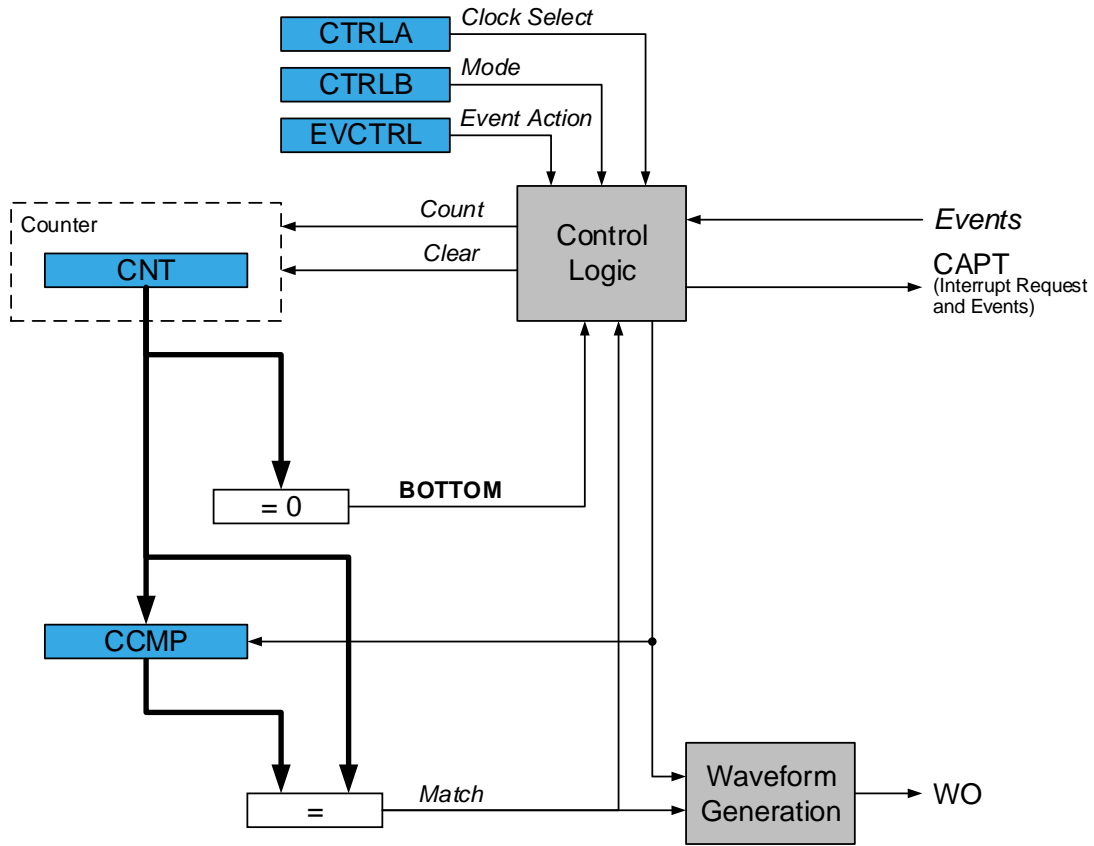 CTRLA
Clock Select
CTRLB
Mode
EVCTRL
Event Action
Counter
CNT
Count
Clear
Control
Logic
Events
CAPT
(Interrupt Request
and Events)
= 0
BOTTOM
CCMP
=
Match
Waveform
Generation
WO